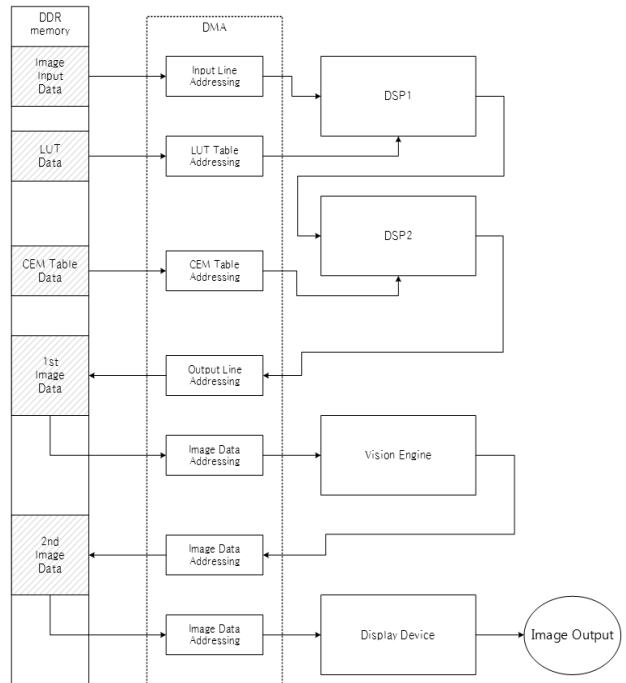 DDR
memory
DMA
Image
Input
Data
Input Line
Addressing
DSP1
LUT
Data
LUT Table
Addressing
DSP2
CEM Table
Data
CEM Table
Addressing
1st
Image
Data
Output Line
Addressing
Image Data
Addressing
Vision Engine
2nd
Image
Data
Image Data
Addressing
Image Data
Addressing
Display Device
Image Output